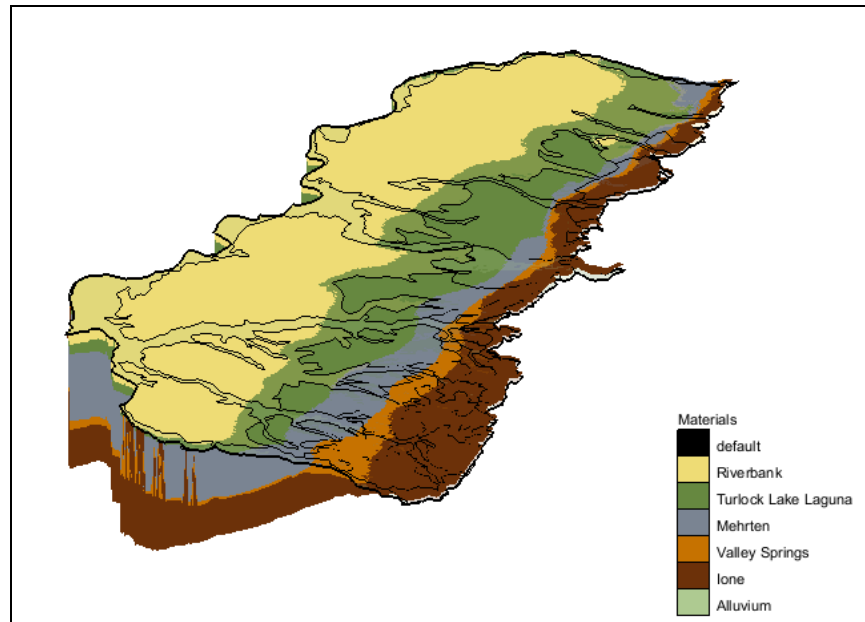 Materials
default
Riverbank
Turlock Lake Laguna
Mehrten
Valley Springs
Ione
Alluvium